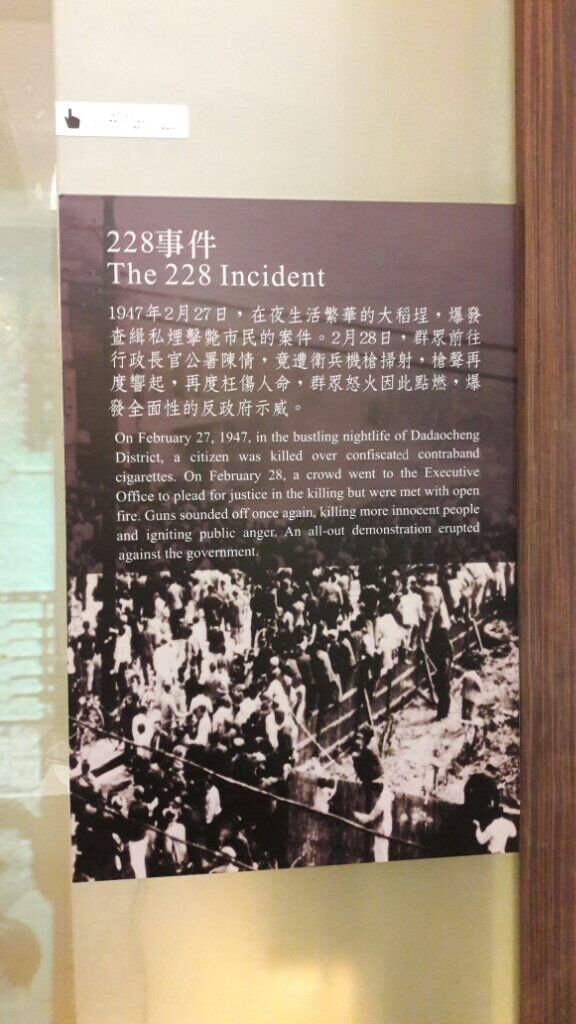 228事件
The 228 Incident
1947年2月27日，在夜生活繁華的大稻埕，爆發
查緝私煙擊斃市民的案件。2月28日，群眾前往
行政長官公署陳情，竟遭衛兵機槍掃射，槍聲再
度響起，再度枉傷人命，群眾怒火因此點燃，爆
發全面性的反政府示威。
On February 27, 1947, in the bustling nightlife of Dadaocheng
District, a citizen was killed over confiscated contraband
cigarettes. On February 28, a crowd went to the Executive
Office to plead for justice in the killing but were met with open
fire. Guns sounded off once again, killing more innocent people
and igniting public anger. An all-out demonstration erupted
against the government.